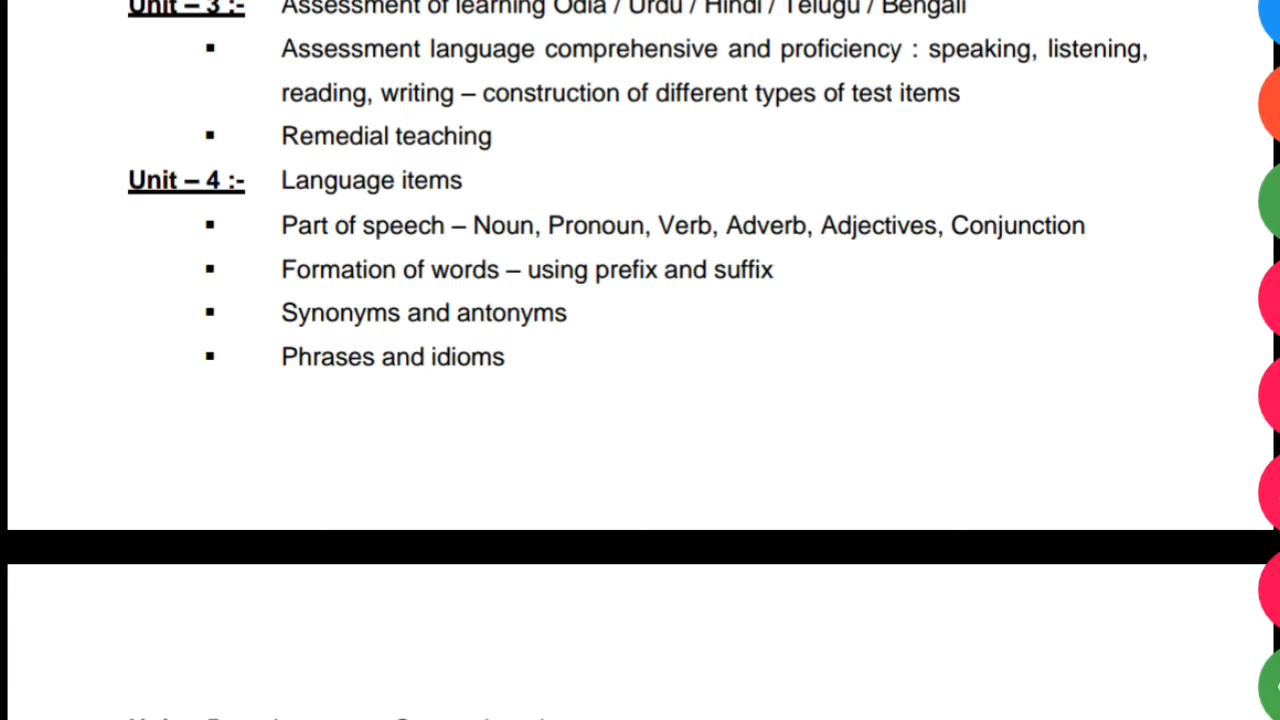 Unit – 3 :- Assessment of learning Odia / Urdu / Hindi / Telugu / Bengali
▪ Assessment language comprehensive and proficiency : speaking, listening,
reading, writing – construction of different types of test items
▪ Remedial teaching
Unit – 4 :- Language items
▪ Part of speech – Noun, Pronoun, Verb, Adverb, Adjectives, Conjunction
▪ Formation of words – using prefix and suffix
▪ Synonyms and antonyms
▪ Phrases and idioms